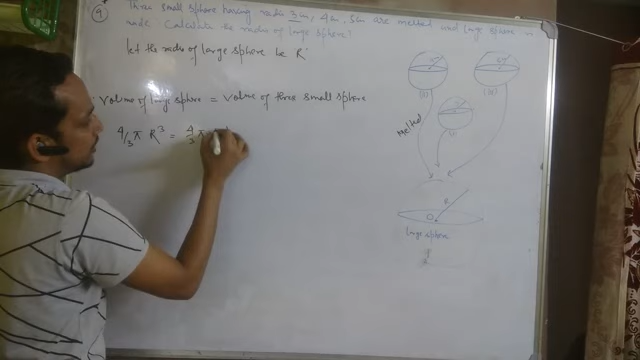 Three small sphere having radii 3cm, 4cm, 5cm are melted and large sphere is
made. Calculate the radius of large sphere?
let the radius of large sphere be R
Volume of large sphere = volume of three small sphere
4/3 π R³ = 4/3 π
melted
R
large sphere